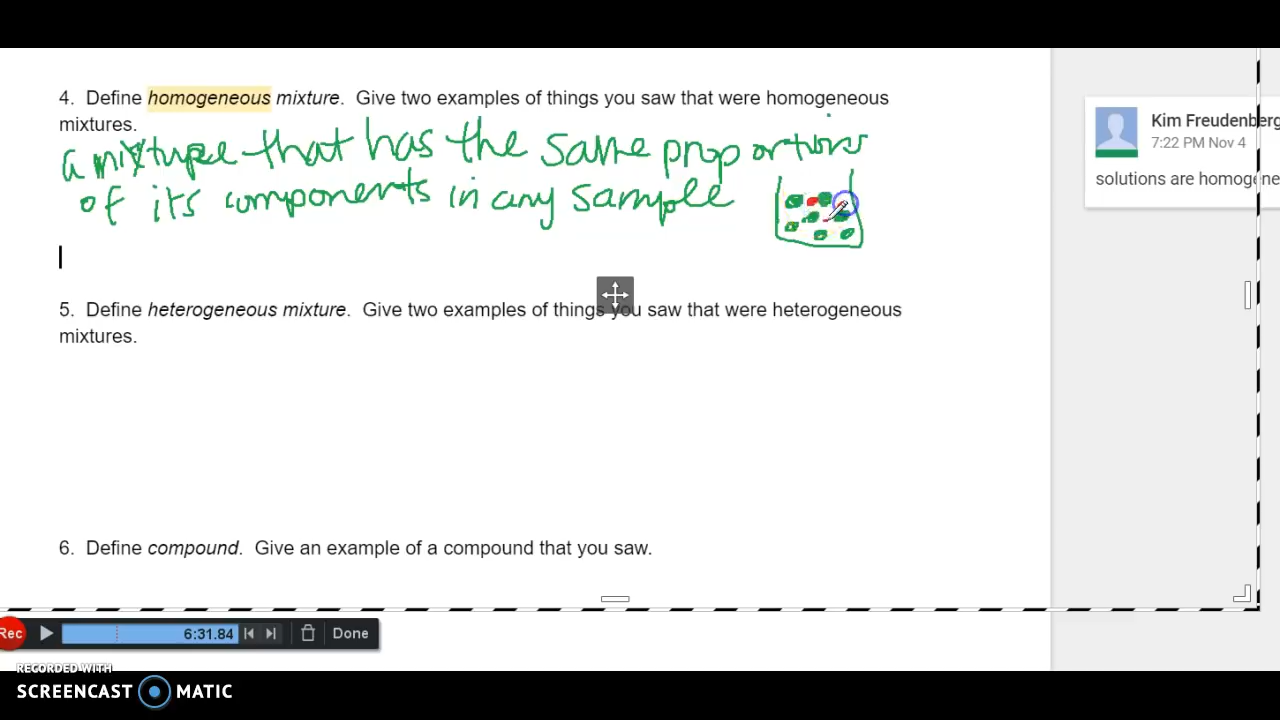 4. Define homogeneous mixture. Give two examples of things you saw that were homogeneous
mixtures.
a mixture that has the same proportions
of its components in any sample
Kim Freudenberg
7:22 PM Nov 4
solutions are homogene
5. Define heterogeneous mixture. Give two examples of things you saw that were heterogeneous
mixtures.
6. Define compound. Give an example of a compound that you saw.
Rec
6:31.84
Done
RECORDED WITH
SCREENCAST MATIC